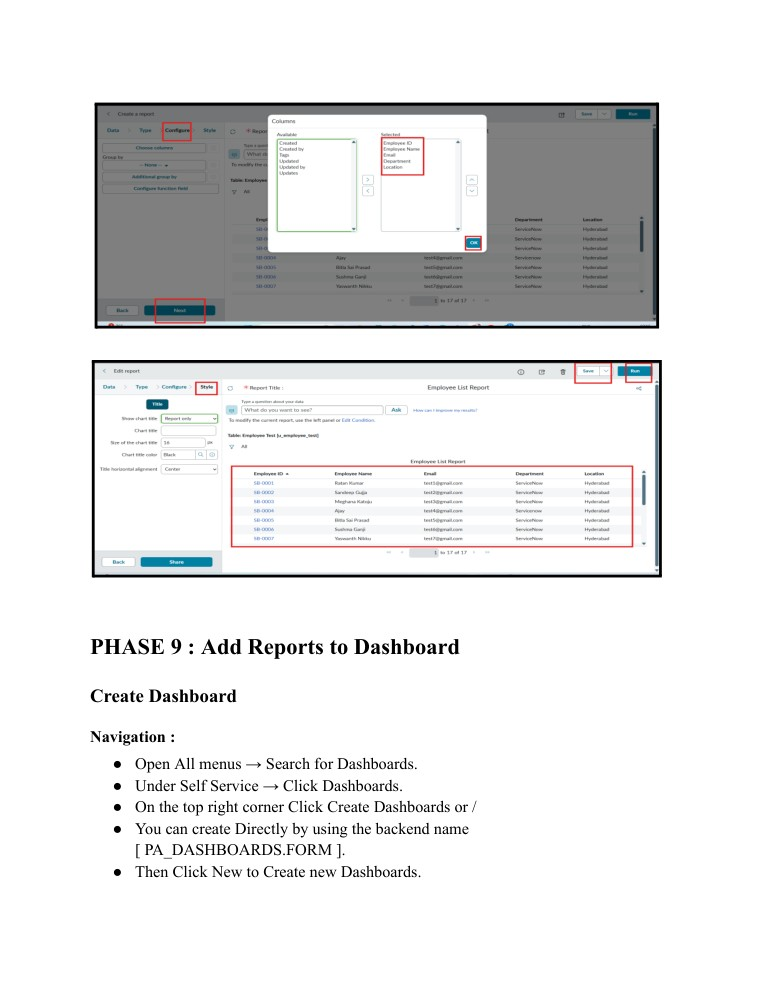 Create a report
Data Type Configure Style
Choose columns
Group by
-- None --
Additional group by
Configure function field
Back Next
Save Run
Columns
Available Selected
Created
Created by
Tags
Updated
Updated by
Updates
Employee ID
Employee Name
Email
Department
Location
OK
Table: Employee
All
Department Location
ServiceNow Hyderabad
ServiceNow Hyderabad
ServiceNow Hyderabad
SB-0004 Ajay test4@gmail.com Servicenow Hyderabad
SB-0005 Bitla Sai Prasad test5@gmail.com ServiceNow Hyderabad
SB-0006 Sushma Ganji test6@gmail.com ServiceNow Hyderabad
SB-0007 Yaswanth Nikku test7@gmail.com ServiceNow Hyderabad
1 to 17 of 17
Edit report
Save Run
Data Type Configure Style
Report Title
Employee List Report
Title
Show chart title Report only
Chart title
Size of the chart title 16 px
Chart title color Black
Title horizontal alignment Center
Back Share
Type a question about your data
What do you want to see? Ask How can I improve my results?
To modify the current report, use the left panel or Edit Condition.
Table: Employee Test [u_employee_test]
All
Employee List Report
Employee ID Employee Name Email Department Location
SB-0001 Ratan Kumar test1@gmail.com ServiceNow Hyderabad
SB-0002 Sandeep Gujja test2@gmail.com ServiceNow Hyderabad
SB-0003 Meghana Katoju test3@gmail.com ServiceNow Hyderabad
SB-0004 Ajay test4@gmail.com Servicenow Hyderabad
SB-0005 Bitla Sai Prasad test5@gmail.com ServiceNow Hyderabad
SB-0006 Sushma Ganji test6@gmail.com ServiceNow Hyderabad
SB-0007 Yaswanth Nikku test7@gmail.com ServiceNow Hyderabad
1 to 17 of 17
PHASE 9 : Add Reports to Dashboard
Create Dashboard
Navigation :
● Open All menus → Search for Dashboards.
● Under Self Service → Click Dashboards.
● On the top right corner Click Create Dashboards or /
● You can create Directly by using the backend name
[ PA_DASHBOARDS.FORM ].
● Then Click New to Create new Dashboards.